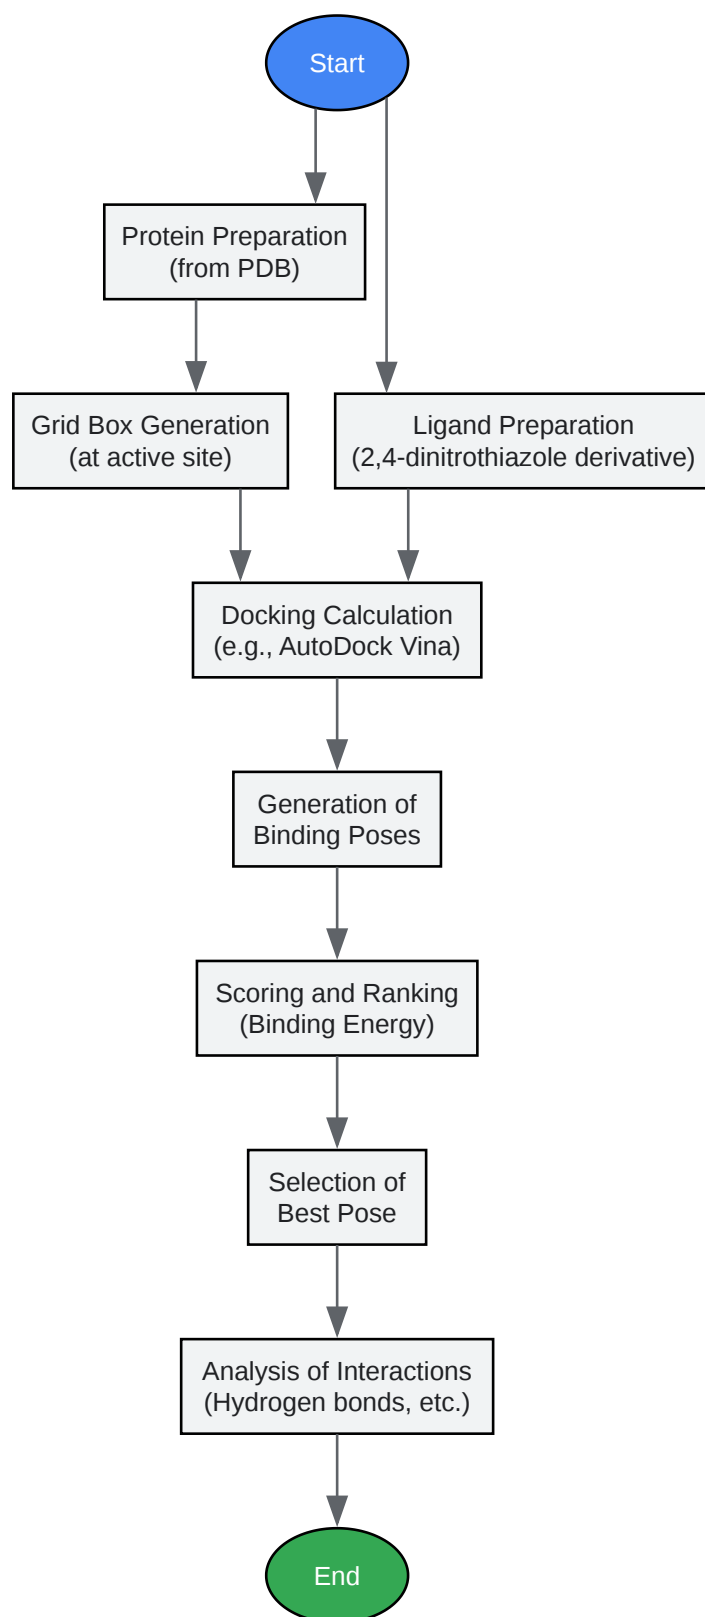 Start
Protein Preparation
(from PDB)
Grid Box Generation
(at active site)
Ligand Preparation
(2,4-dinitrothiazole derivative)
Docking Calculation
(e.g., AutoDock Vina)
Generation of
Binding Poses
Scoring and Ranking
(Binding Energy)
Selection of
Best Pose
Analysis of Interactions
(Hydrogen bonds, etc.)
End